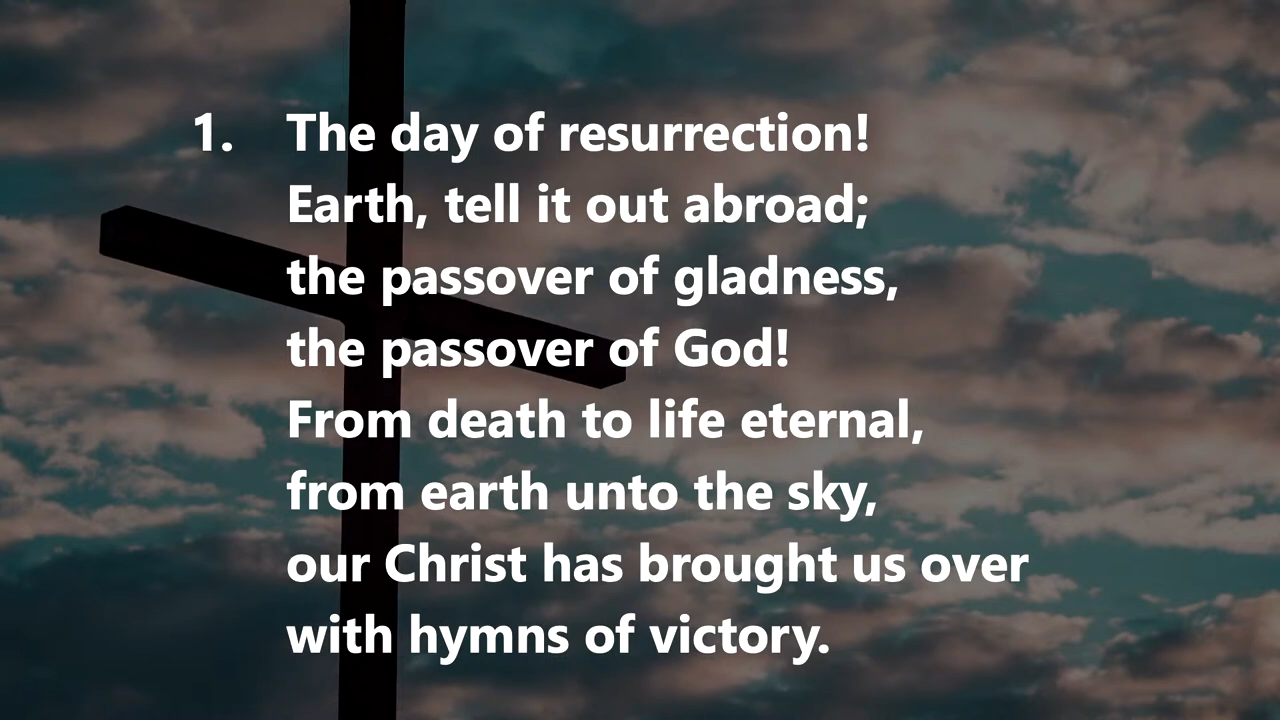 1. The day of resurrection!
Earth, tell it out abroad;
the passover of gladness,
the passover of God!
From death to life eternal,
from earth unto the sky,
our Christ has brought us over
with hymns of victory.